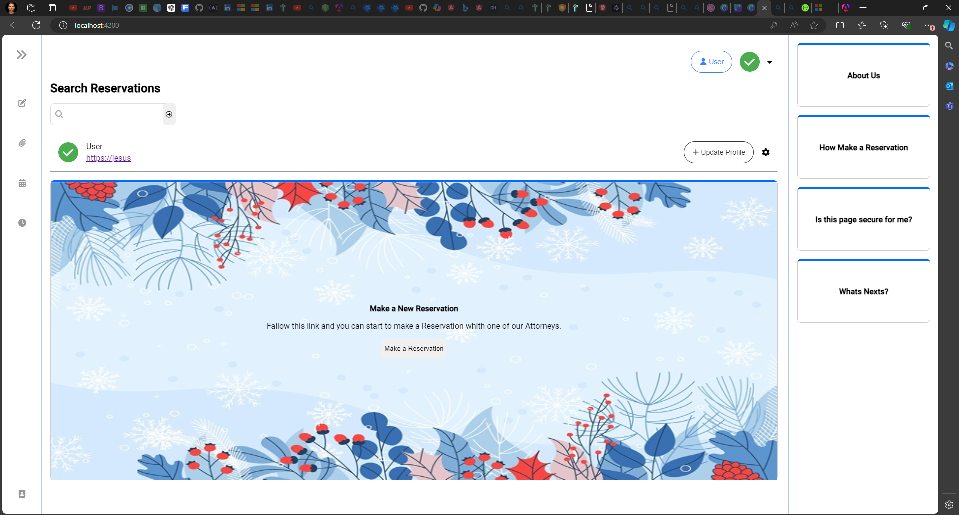 localhost:4200
User
Search Reservations
User
https://jesus
+ Update Profile
Make a New Reservation
Fallow this link and you can start to make a Reservation whith one of our Attorneys.
Make a Reservation
About Us
How Make a Reservation
Is this page secure for me?
Whats Nexts?